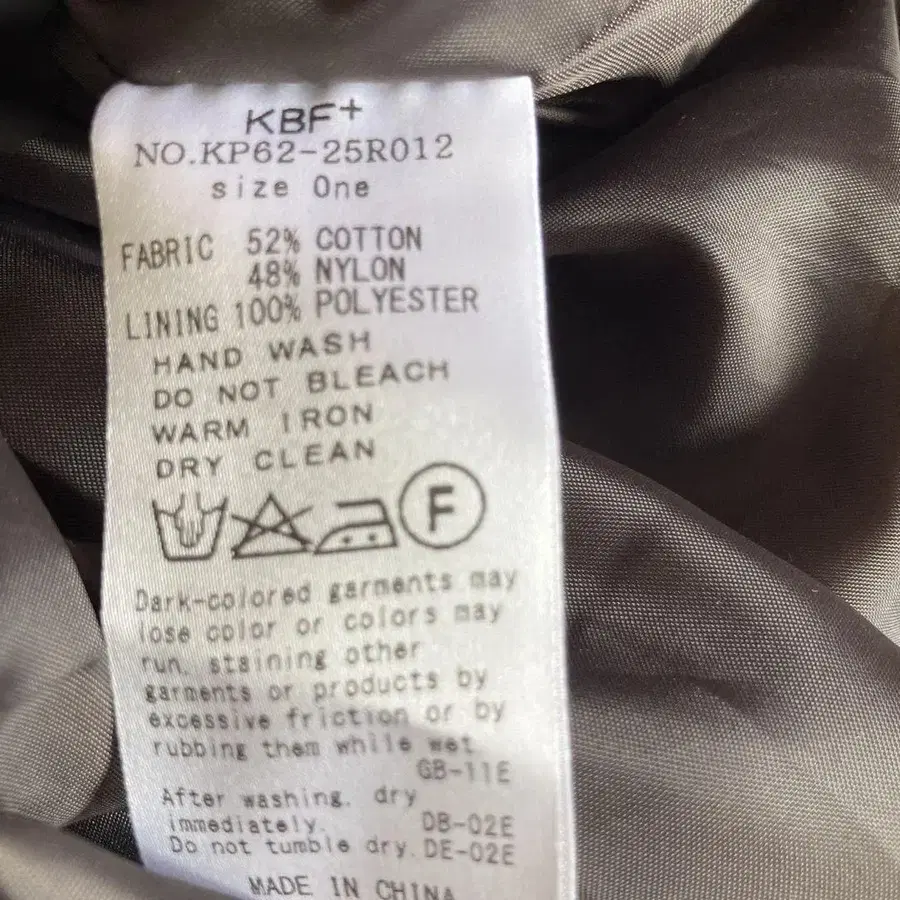 KBF+
NO.KP62-25R012
size One
FABRIC 52% COTTON
48% NYLON
LINING 100% POLYESTER
HAND WASH
DO NOT BLEACH
WARM IRON
DRY CLEAN
F
Dark-colored garments may
lose color or colors may
run, staining other
garments or products by
excessive friction or by
rubbing them while wet
GB-11E
After washing. dry
immediately. DB-02E
Do not tumble dry. DE-02E
MADE IN CHINA